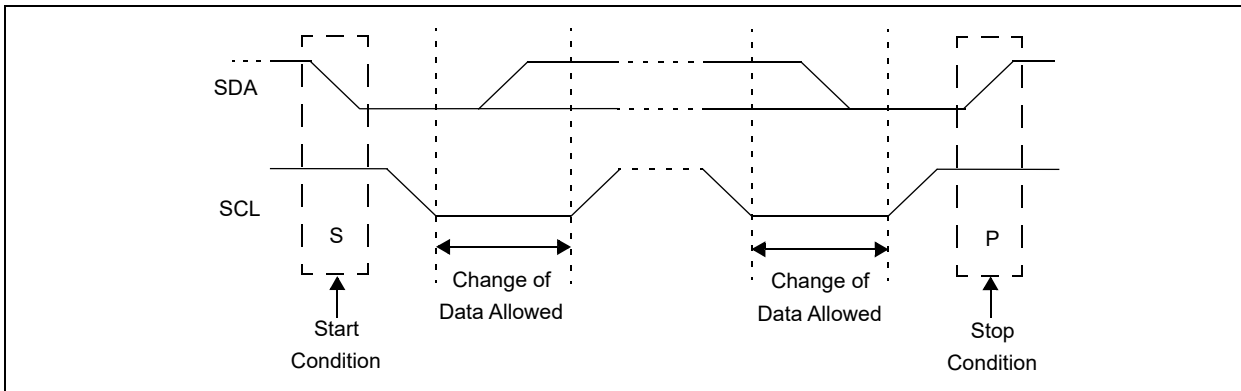 SDA
SCL
S
P
Change of
Data Allowed
Change of
Data Allowed
Start
Condition
Stop
Condition